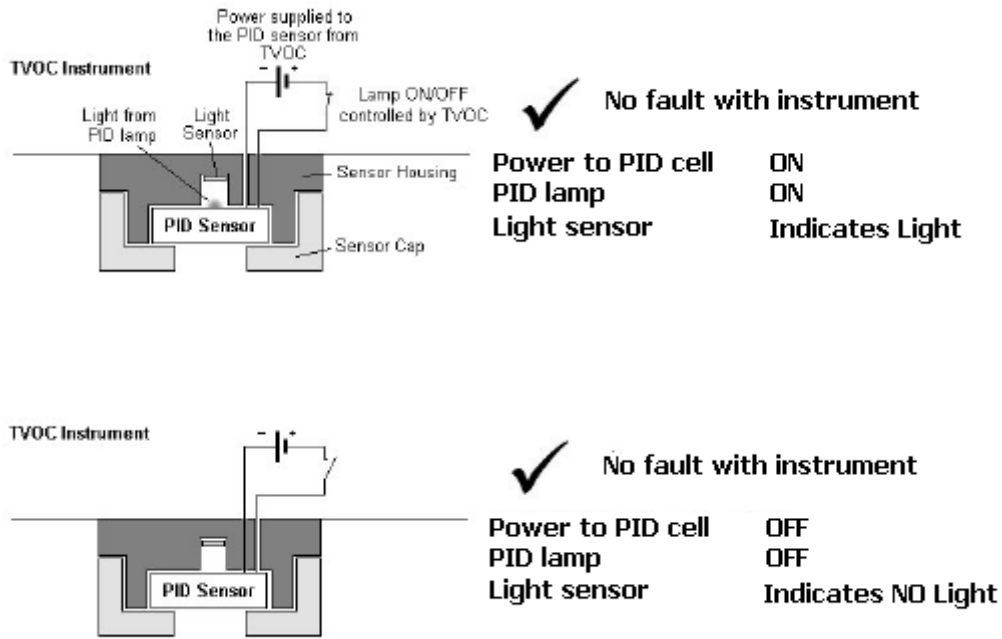 Power supplied to
the PID sensor from
TVOC
TVOC Instrument
- +
Light from
PID lamp
Light
Sensor
Lamp ON/OFF
controlled by TVOC
Sensor Housing
PID Sensor
Sensor Cap
✓ No fault with instrument
Power to PID cell ON
PID lamp ON
Light sensor Indicates Light
TVOC Instrument
- +
PID Sensor
✓ No fault with instrument
Power to PID cell OFF
PID lamp OFF
Light sensor Indicates NO Light